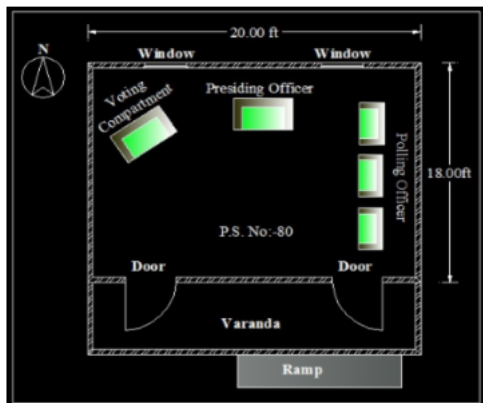 20.00 ft
N
Window
Window
Voting
Compartment
Presiding Officer
Polling Officer
18.00ft
P.S. No:-80
Door
Door
Varanda
Ramp